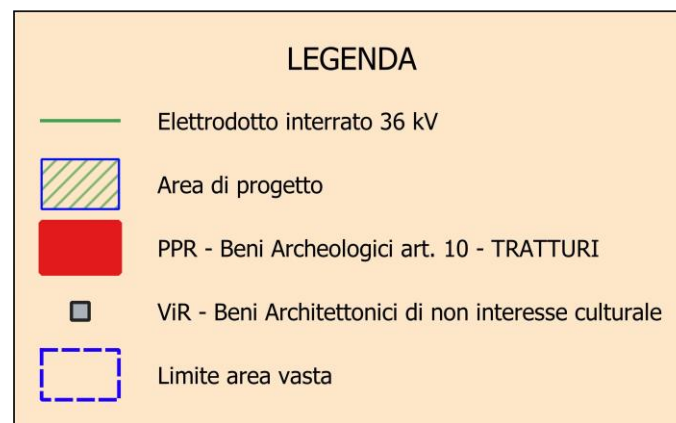 LEGENDA
Elettrodotto interrato 36 kV
Area di progetto
PPR - Beni Archeologici art. 10 - TRATTURI
ViR - Beni Architettonici di non interesse culturale
Limite area vasta